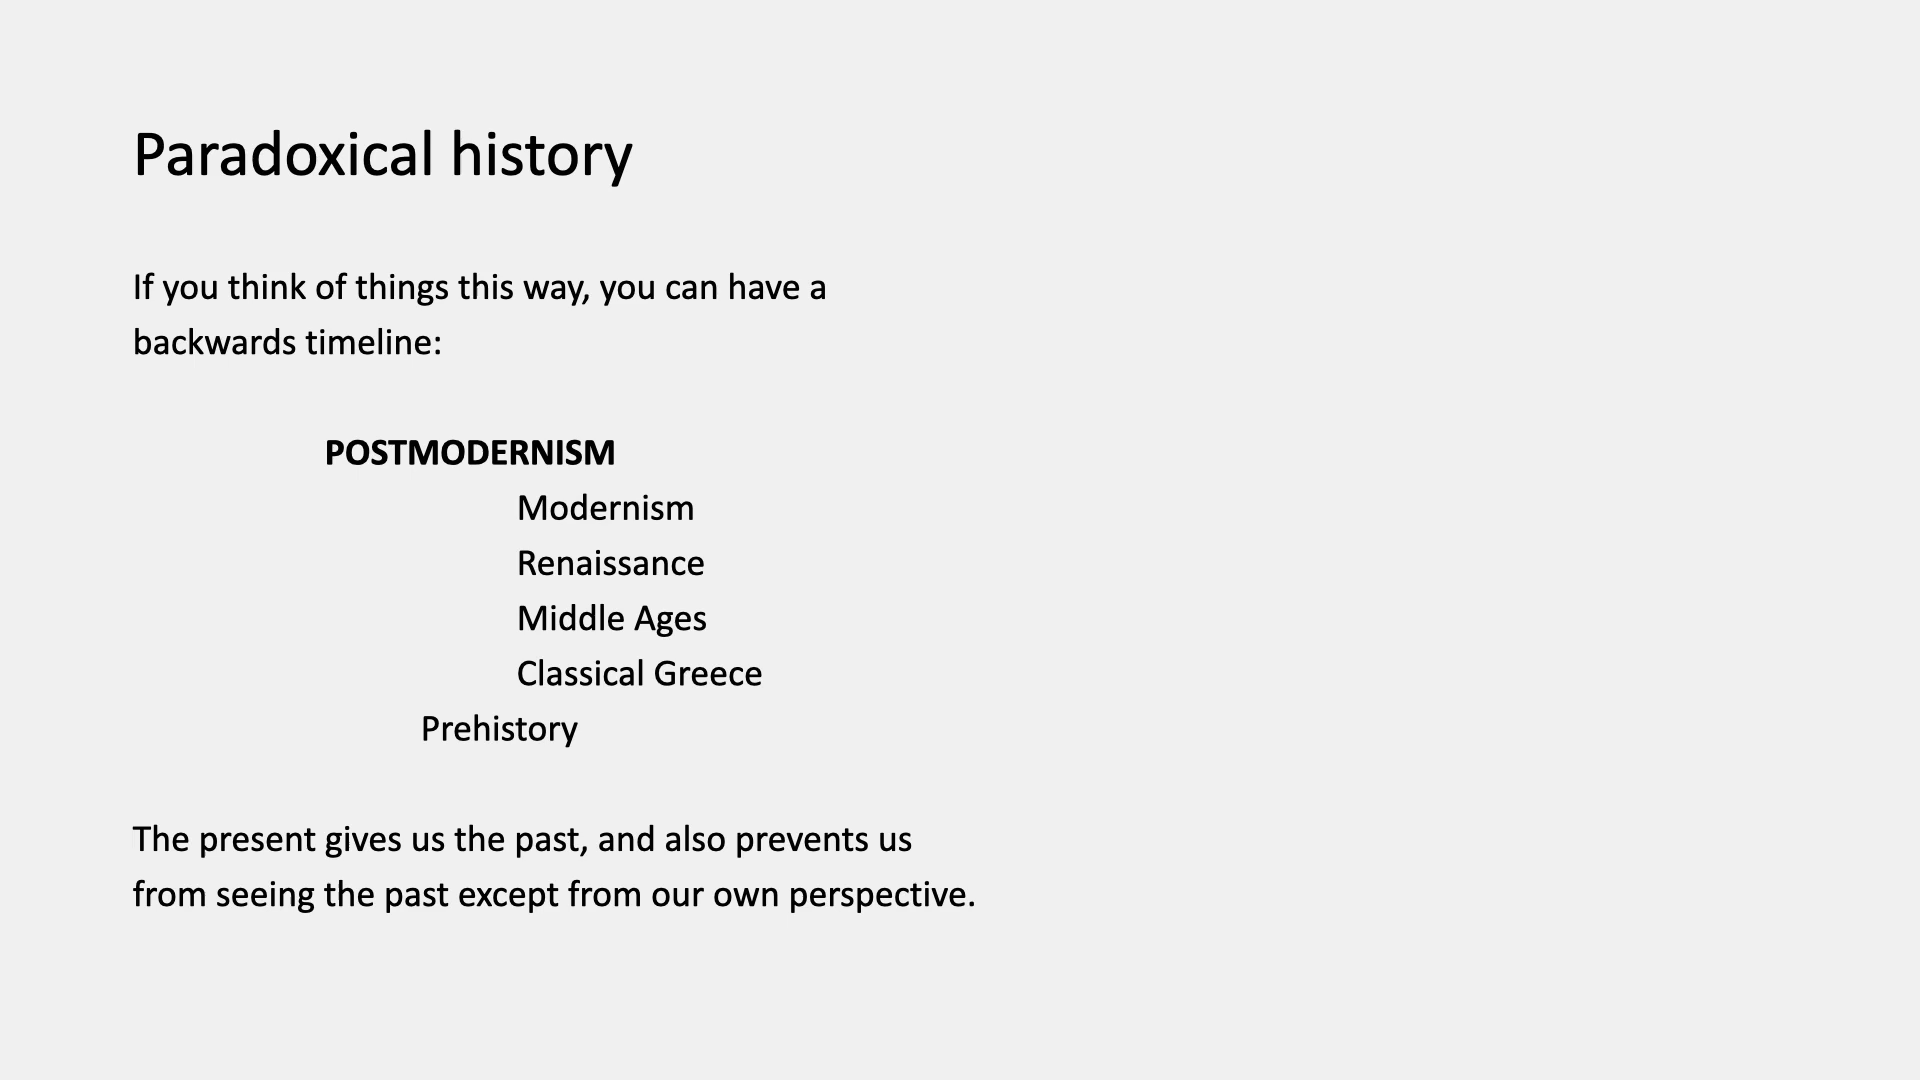 Paradoxical history
If you think of things this way, you can have a
backwards timeline:
POSTMODERNISM
Modernism
Renaissance
Middle Ages
Classical Greece
Prehistory
The present gives us the past, and also prevents us
from seeing the past except from our own perspective.